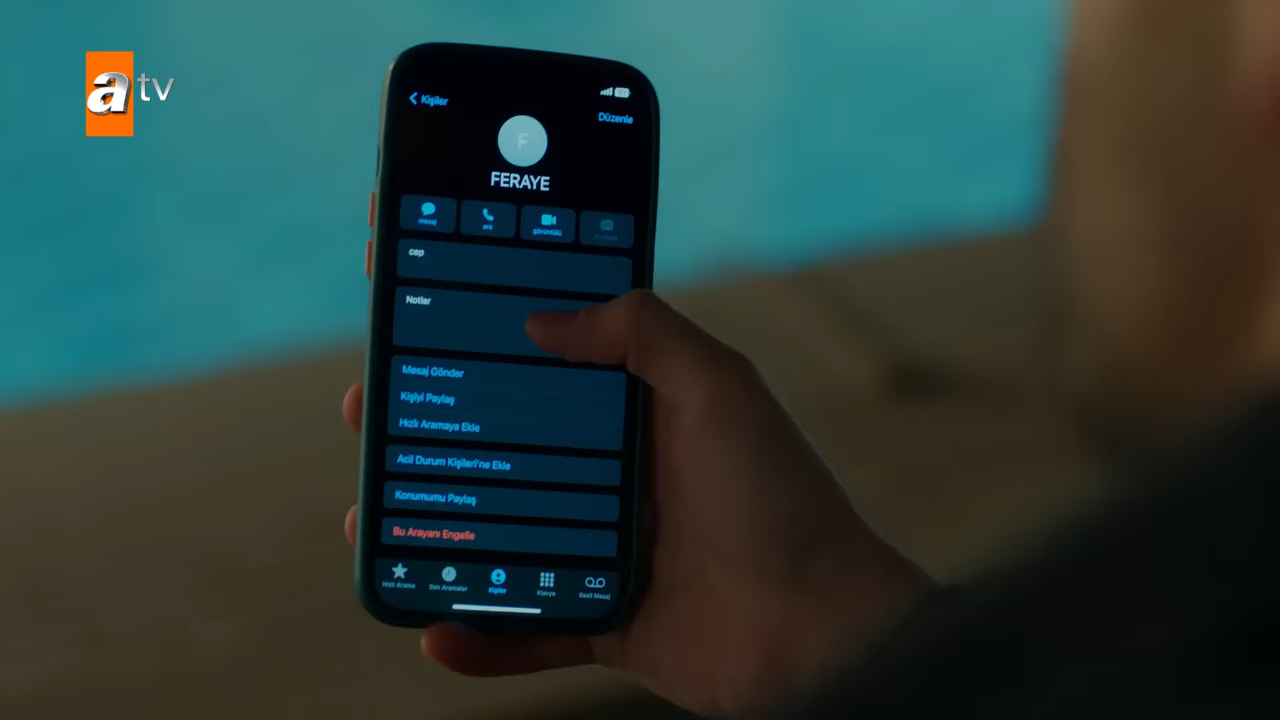 atv
Kişiler
Düzenle
F
FERAYE
mesaj
ara
görüntülü
cep
Notlar
Mesaj Gönder
Kişiyi Paylaş
Hızlı Aramaya Ekle
Acil Durum Kişileri'ne Ekle
Konumumu Paylaş
Bu Arayanı Engelle
Hızlı Arama
Son Aramalar
Kişiler
Klavye
Sesli Mesaj